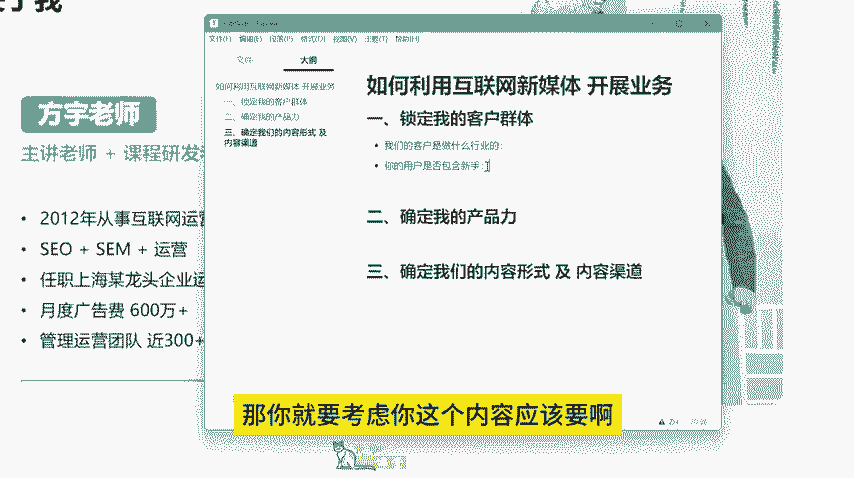 方宇老师
主讲老师 + 课程研发
• 2012年从事互联网运营
• SEO + SEM + 运营
• 任职上海某龙头企业运
• 月度广告费 600万+
• 管理运营团队 近300+
文件(F) 编辑(E) 段落(P) 格式(O) 视图(V) 主题(T) 帮助(H)
文件 大纲
如何利用互联网新媒体 开展业务
一、锁定我的客户群体
二、确定我的产品力
三、确定我们的内容形式 及
内容渠道
如何利用互联网新媒体 开展业务
一、锁定我的客户群体
• 我们的客户是做什么行业的:
• 你的用户是否包含新手:
二、确定我的产品力
三、确定我们的内容形式 及 内容渠道
那你就要考虑你这个内容应该要啊